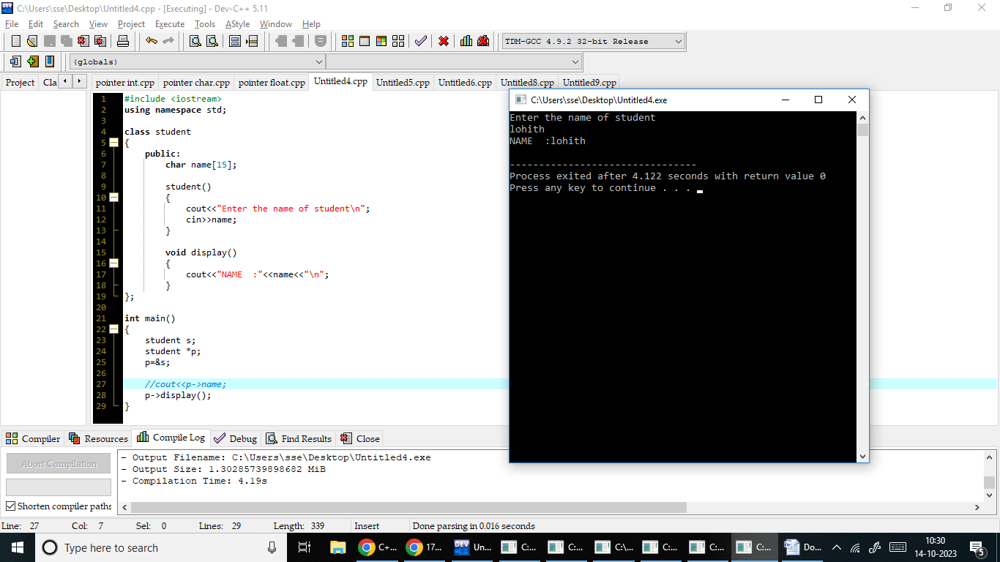 C:\Users\sse\Desktop\Untitled4.cpp - [Executing] - Dev-C++ 5.11
File Edit Search View Project Execute Tools AStyle Window Help
TDM-GCC 4.9.2 32-bit Release
(globals)
Project Cla pointer int.cpp pointer char.cpp pointer float.cpp Untitled4.cpp Untitled5.cpp Untitled6.cpp Untitled8.cpp Untitled9.cpp
1 #include <iostream>
2 using namespace std;
3
4 class student
5 {
6 public:
7 char name[15];
8
9 student()
10 {
11 cout<<"Enter the name of student\n";
12 cin>>name;
13 }
14
15 void display()
16 {
17 cout<<"NAME  :"<<name<<"\n";
18 }
19 };
20
21 int main()
22 {
23 student s;
24 student *p;
25 p=&s;
26
27 //cout<<p->name;
28 p->display();
29 }
C:\Users\sse\Desktop\Untitled4.exe
Enter the name of student
lohith
NAME  :lohith
--------------------------------
Process exited after 4.122 seconds with return value 0
Press any key to continue . . .
Compiler Resources Compile Log Debug Find Results Close
Abort Compilation
Shorten compiler paths
- Output Filename: C:\Users\sse\Desktop\Untitled4.exe
- Output Size: 1.30285739898682 MiB
- Compilation Time: 4.19s
Line: 27 Col: 7 Sel: 0 Lines: 29 Length: 339 Insert Done parsing in 0.016 seconds
Type here to search
C+... 17... DEV Un... C:... C:... C:\... C:... C:... C:... Do...
10:30
14-10-2023
5